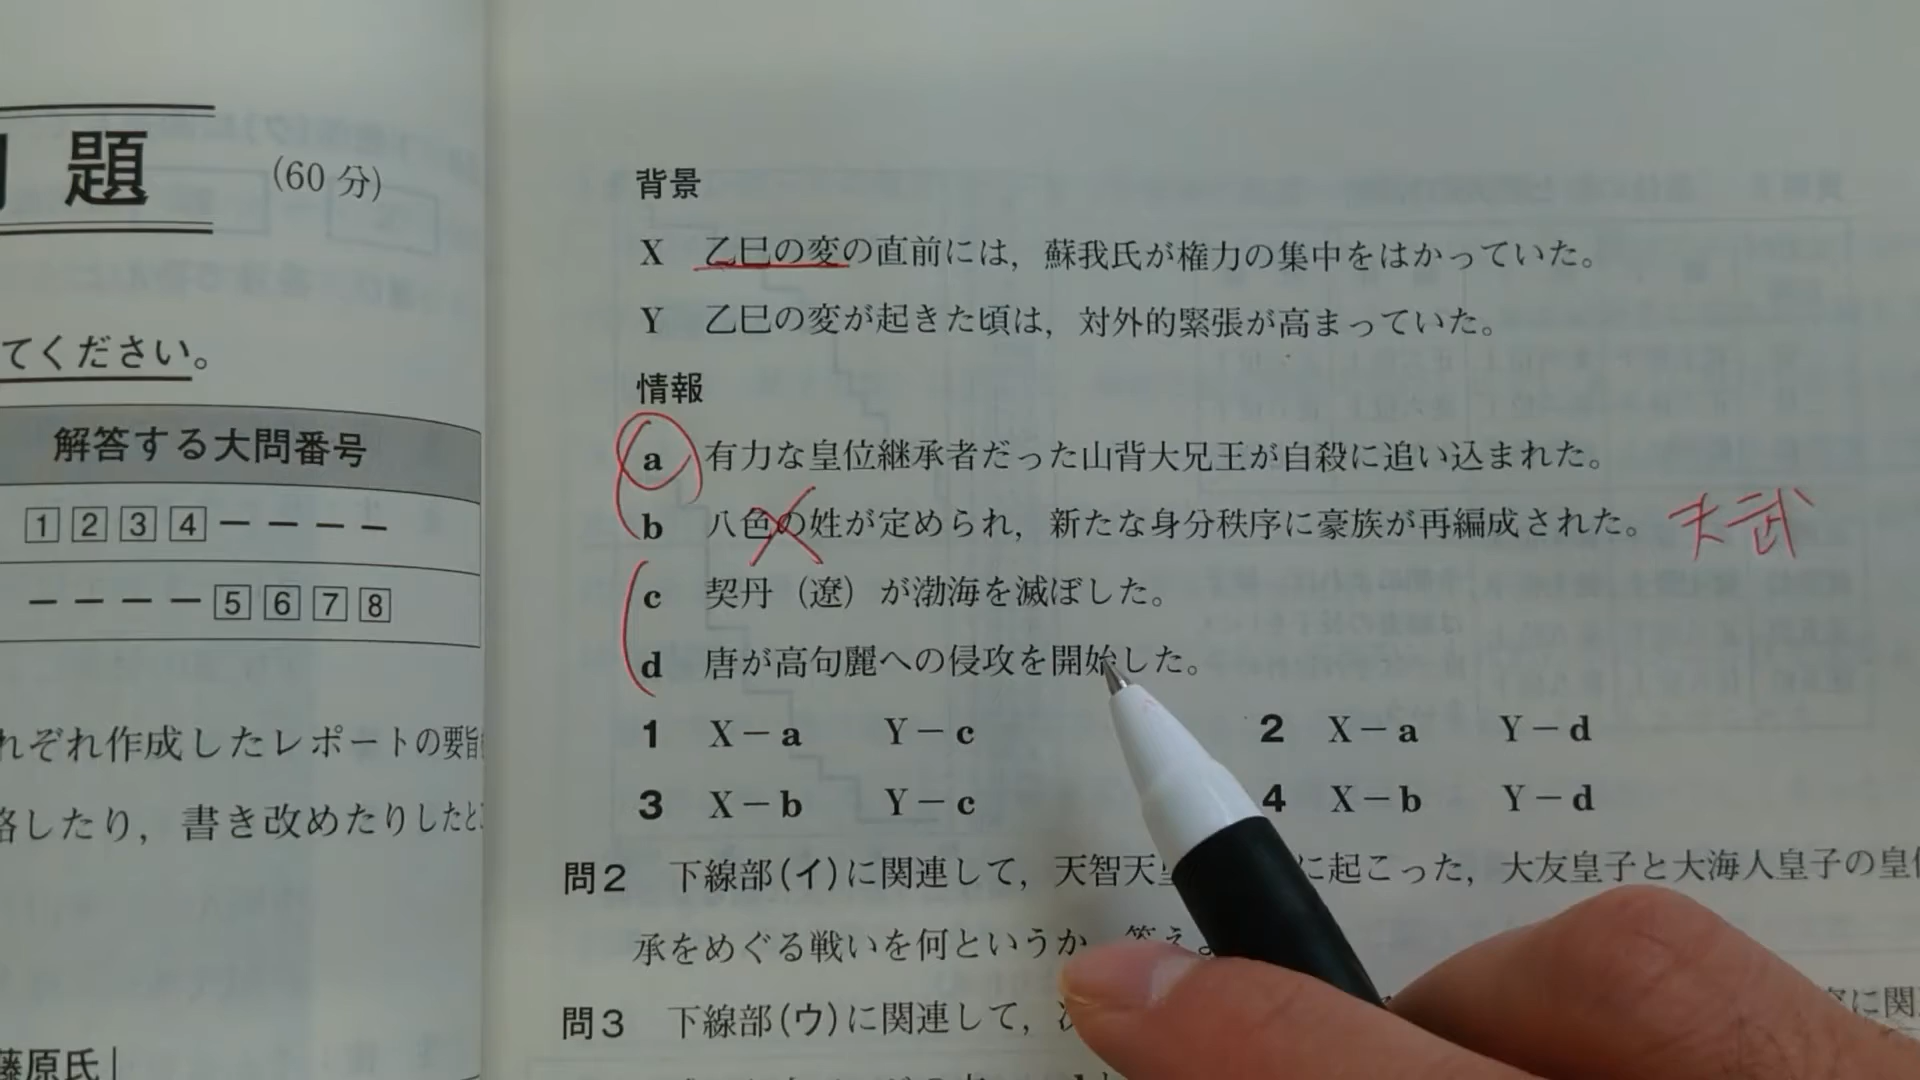 題 (60分)
てください。
解答する大問番号
1 2 3 4 ー ー ー ー
ー ー ー ー 5 6 7 8
れぞれ作成したレポートの要
略したり，書き改めたりしたと
藤原氏
背景
X 乙巳の変の直前には，蘇我氏が権力の集中をはかっていた。
Y 乙巳の変が起きた頃は，対外的緊張が高まっていた。
情報
a 有力な皇位継承者だった山背大兄王が自殺に追い込まれた。
b 八色の姓が定められ，新たな身分秩序に豪族が再編成された。 天武
c 契丹（遼）が渤海を滅ぼした。
d 唐が高句麗への侵攻を開始した。
1 X－a Y－c 2 X－a Y－d
3 X－b Y－c 4 X－b Y－d
問2 下線部(イ)に関連して，天智天 に起こった，大友皇子と大海人皇子の皇
承をめぐる戦いを何というか
問3 下線部(ウ)に関連して， に関